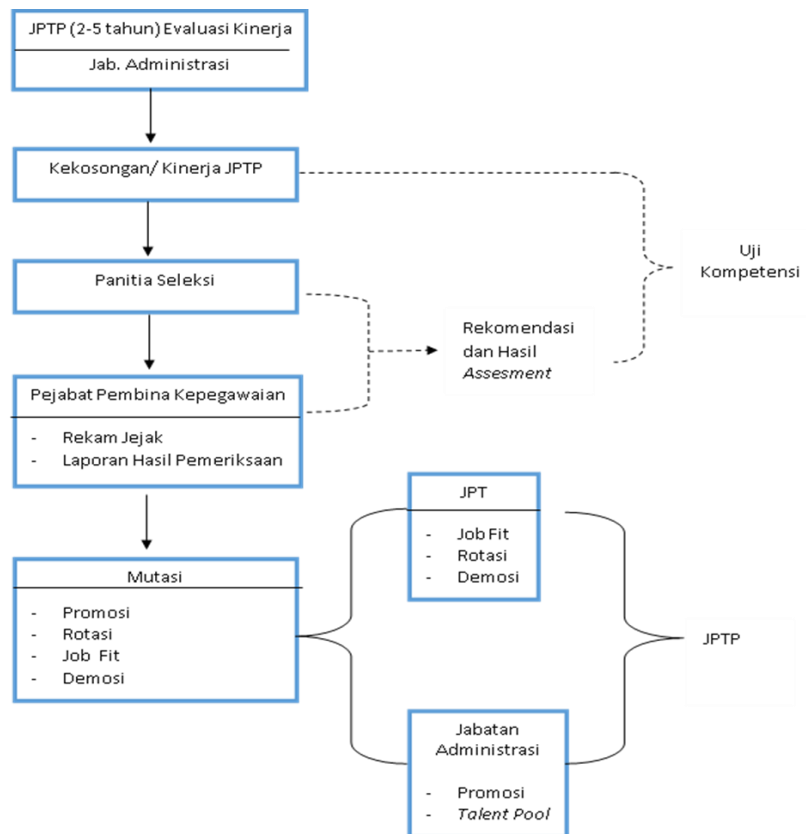 JPTP (2-5 tahun) Evaluasi Kinerja
Jab. Administrasi
Kekosongan/ Kinerja JPTP
Panitia Seleksi
Uji
Kompetensi
Rekomendasi
dan Hasil
Assesment
Pejabat Pembina Kepegawaian
- Rekam Jejak
- Laporan Hasil Pemeriksaan
Mutasi
- Promosi
- Rotasi
- Job Fit
- Demosi
JPT
- Job Fit
- Rotasi
- Demosi
JPTP
Jabatan
Administrasi
- Promosi
- Talent Pool